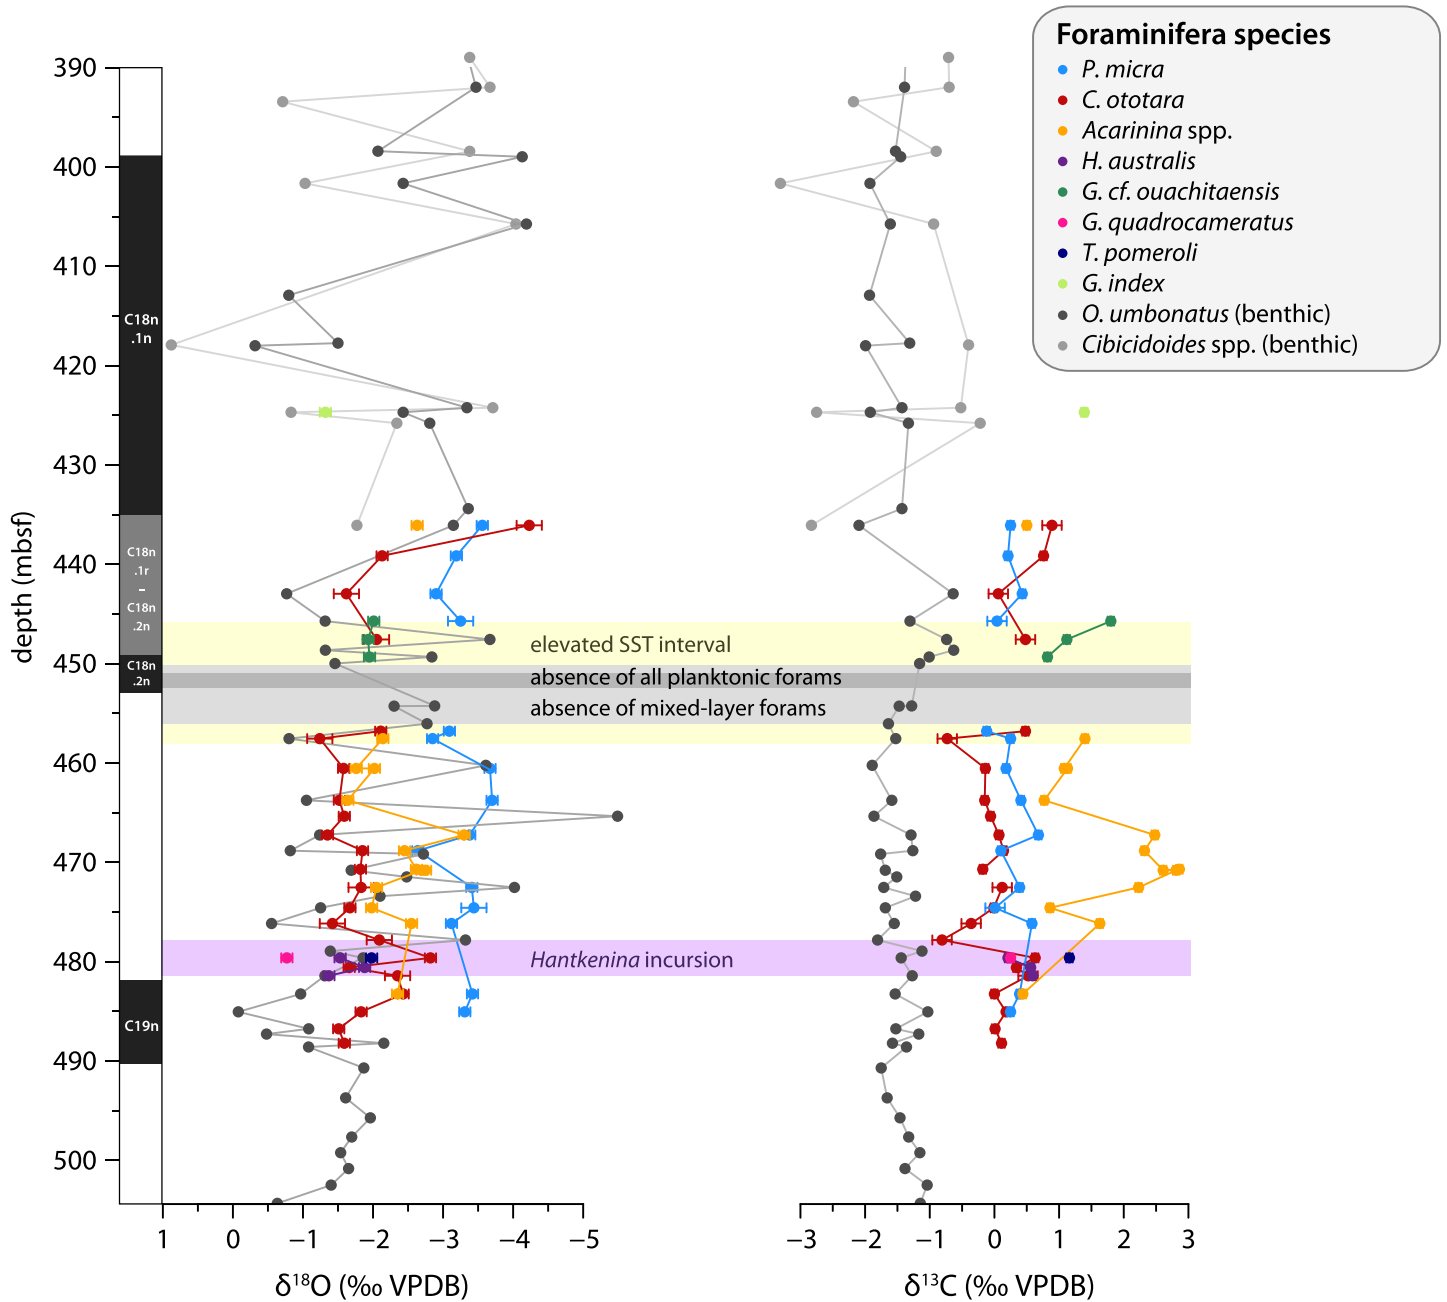 Foraminifera species
P. micra
C. ototara
Acarinina spp.
H. australis
G. cf. ouachitaensis
G. quadrocameratus
T. pomeroli
G. index
O. umbonatus (benthic)
Cibicidoides spp. (benthic)
depth (mbsf)
390
400
410
420
430
440
450
460
470
480
490
500
C18n
.1n
C18n
.1r
–
C18n
.2n
C18n
.2n
C19n
elevated SST interval
absence of all planktonic forams
absence of mixed-layer forams
Hantkenina incursion
1 0 −1 −2 −3 −4 −5
δ¹⁸O (‰ VPDB)
−3 −2 −1 0 1 2 3
δ¹³C (‰ VPDB)